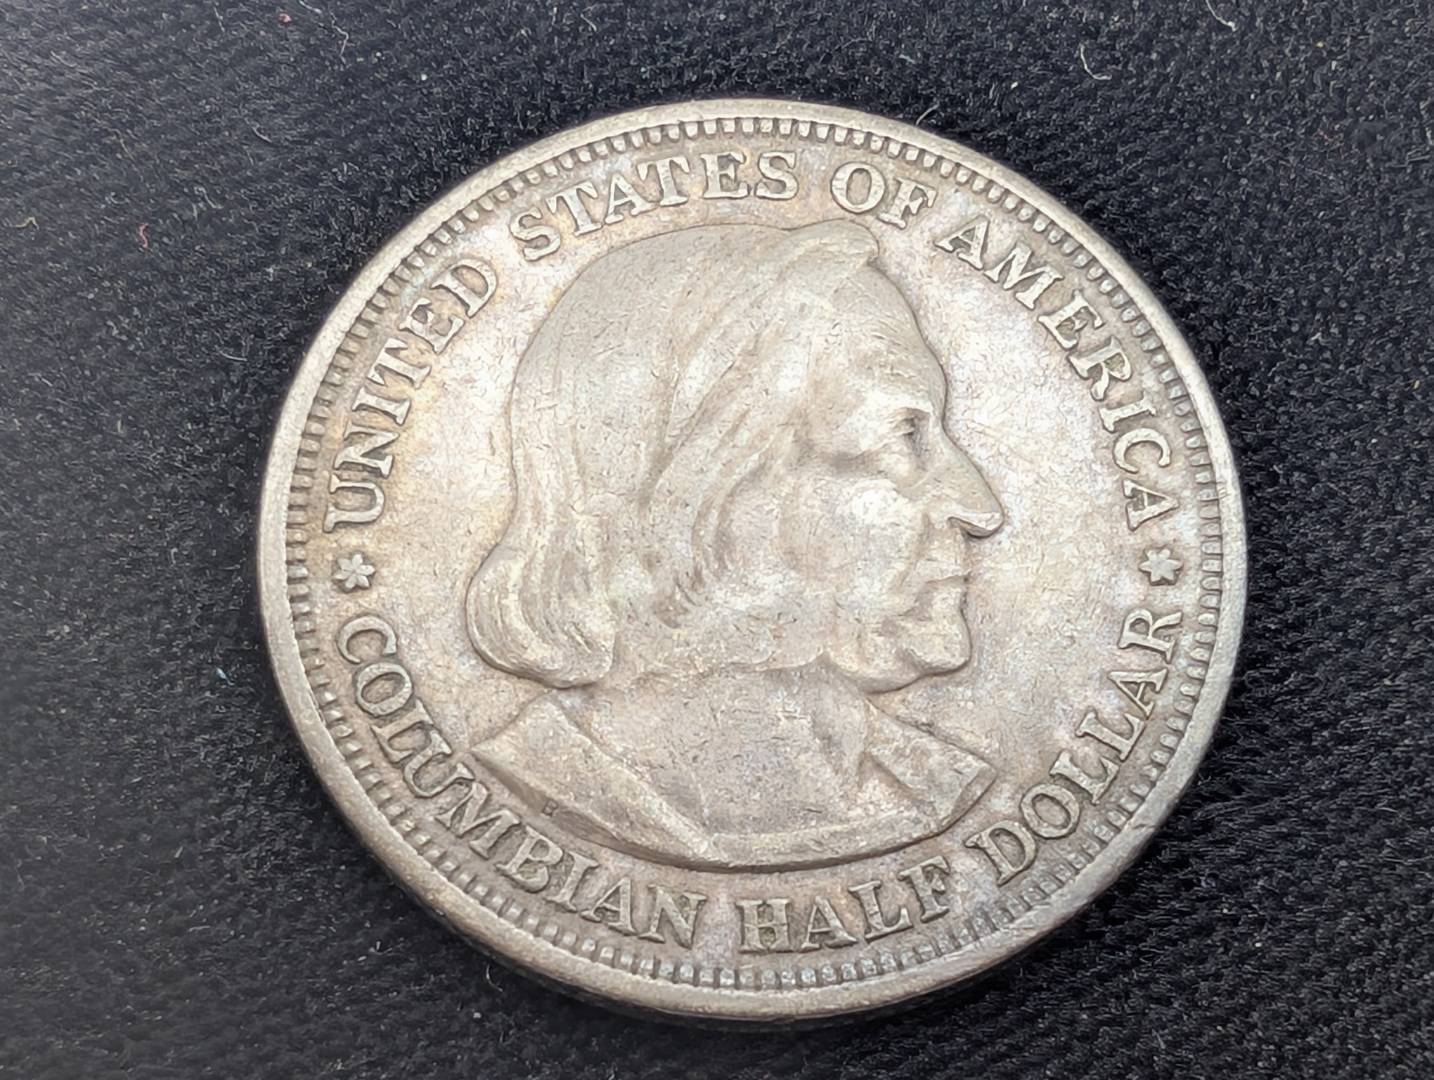 UNITED STATES OF AMERICA
COLUMBIAN HALF DOLLAR